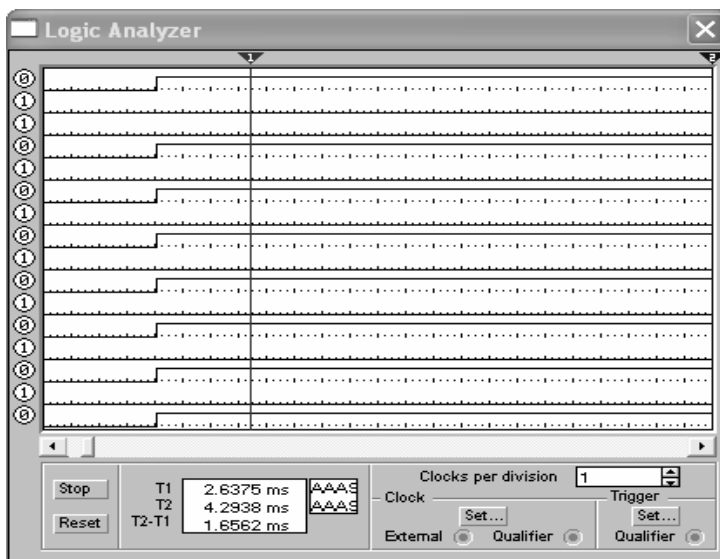 Logic Analyzer
1
2
0
1
1
0
1
0
1
0
1
0
1
0
1
0
1
0
Clocks per division 1
Stop
Reset
T1 2.6375 ms
T2 4.2938 ms
T2-T1 1.6562 ms
Clock
Set...
External Qualifier
Trigger
Set...
Qualifier